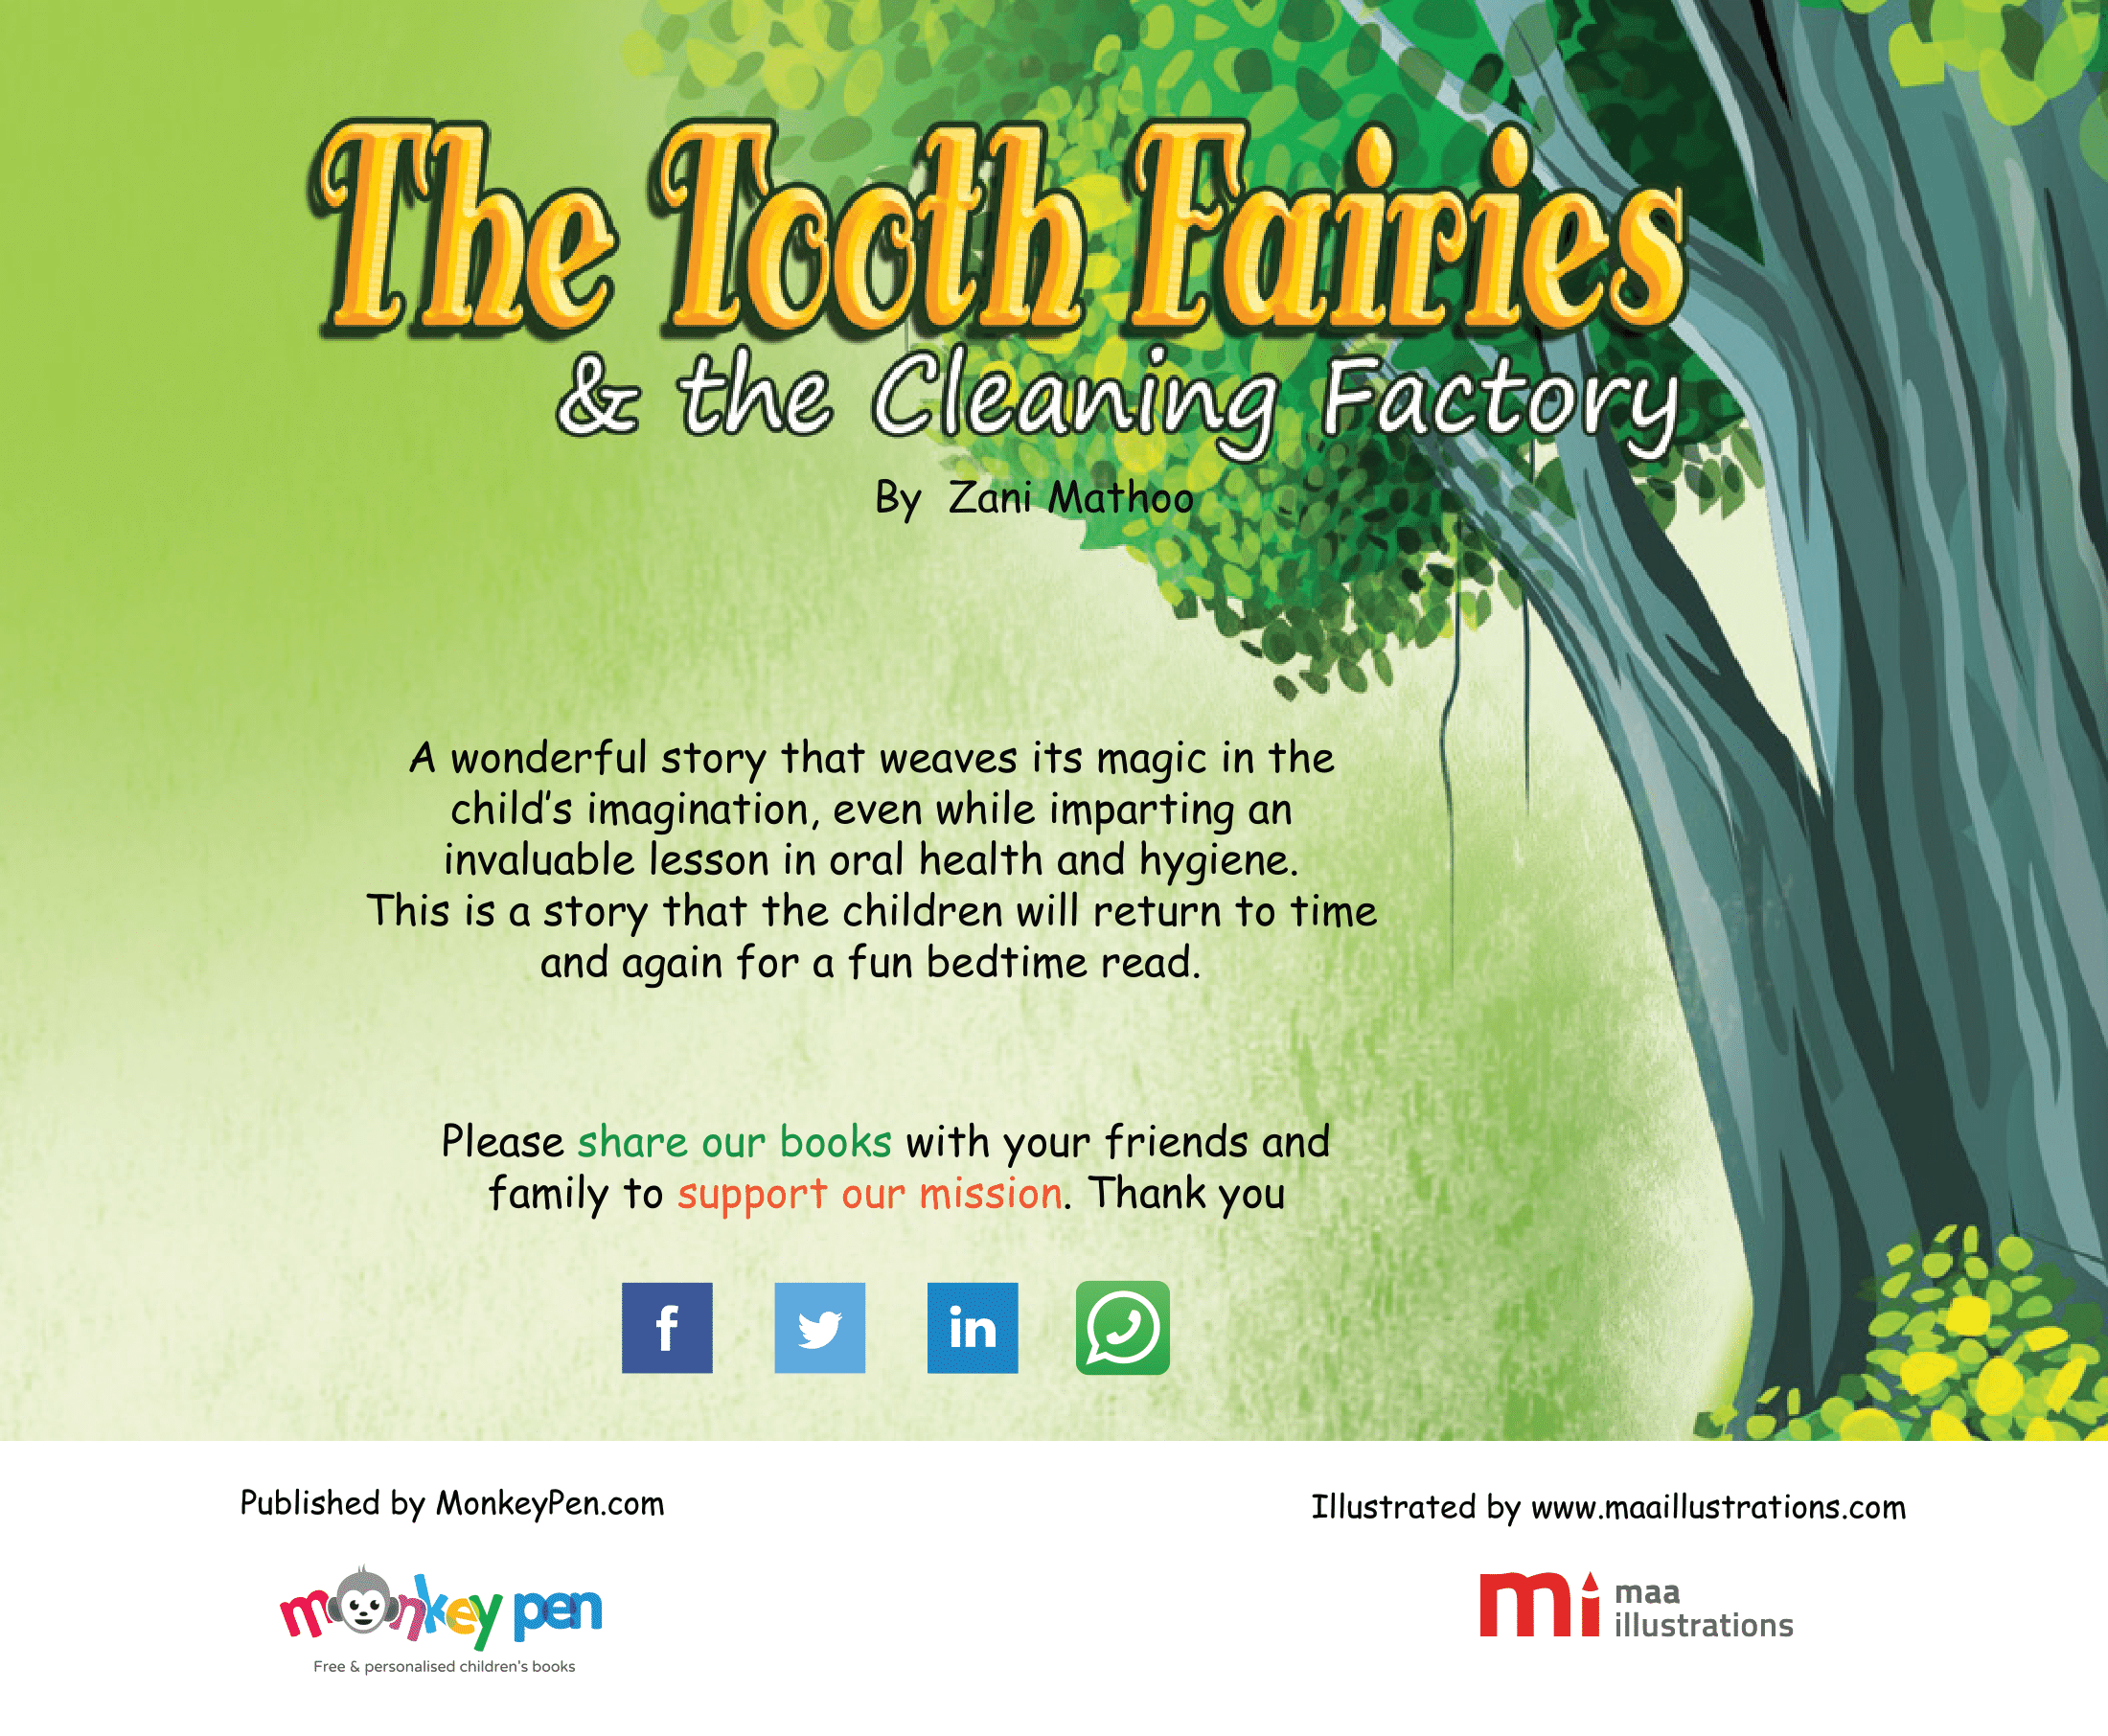 The Tooth Fairies
& the Cleaning Factory
By Zani Mathoo
A wonderful story that weaves its magic in the
child's imagination, even while imparting an
invaluable lesson in oral health and hygiene.
This is a story that the children will return to time
and again for a fun bedtime read.
Please share our books with your friends and
family to support our mission. Thank you
f
in
Published by MonkeyPen.com
monkey pen
Free & personalised children's books
Illustrated by www.maaillustrations.com
mi maa
illustrations